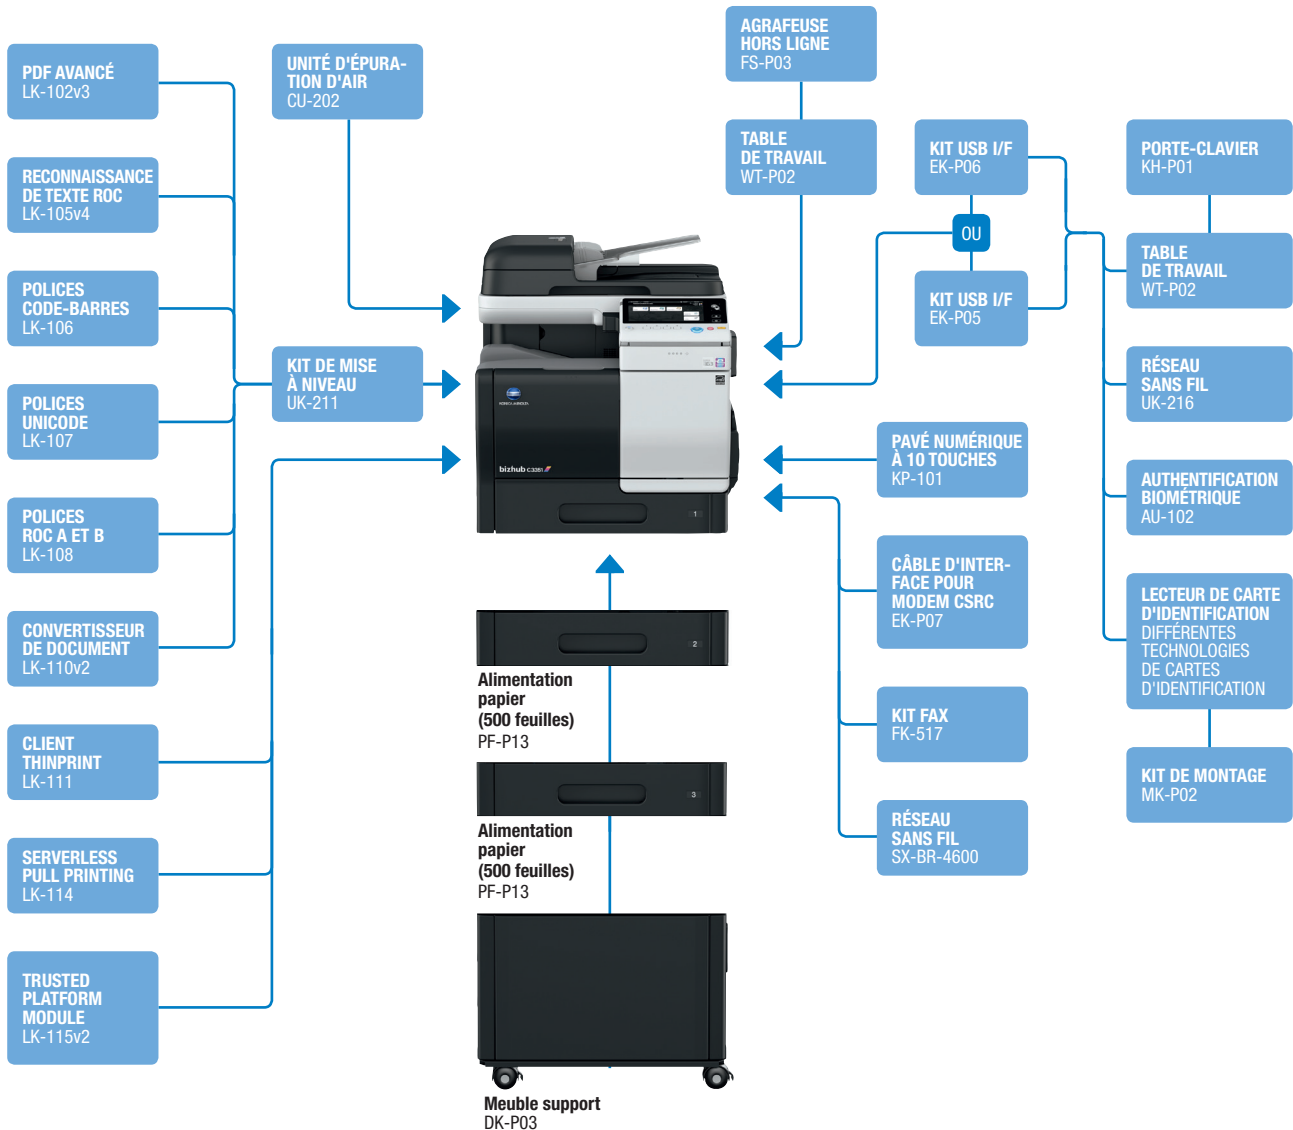 PDF AVANCÉ
LK-102v3
RECONNAISSANCE
DE TEXTE ROC
LK-105v4
POLICES
CODE-BARRES
LK-106
POLICES
UNICODE
LK-107
POLICES
ROC A ET B
LK-108
CONVERTISSEUR
DE DOCUMENT
LK-110v2
CLIENT
THINPRINT
LK-111
SERVERLESS
PULL PRINTING
LK-114
TRUSTED
PLATFORM
MODULE
LK-115v2
UNITÉ D'ÉPURA-
TION D'AIR
CU-202
KIT DE MISE
À NIVEAU
UK-211
KONICA MINOLTA
bizhub C3351
1
2
Alimentation
papier
(500 feuilles)
PF-P13
3
Alimentation
papier
(500 feuilles)
PF-P13
Meuble support
DK-P03
AGRAFEUSE
HORS LIGNE
FS-P03
TABLE
DE TRAVAIL
WT-P02
KIT USB I/F
EK-P06
OU
KIT USB I/F
EK-P05
PAVÉ NUMÉRIQUE
À 10 TOUCHES
KP-101
CÂBLE D'INTER-
FACE POUR
MODEM CSRC
EK-P07
KIT FAX
FK-517
RÉSEAU
SANS FIL
SX-BR-4600
PORTE-CLAVIER
KH-P01
TABLE
DE TRAVAIL
WT-P02
RÉSEAU
SANS FIL
UK-216
AUTHENTIFICATION
BIOMÉTRIQUE
AU-102
LECTEUR DE CARTE
D'IDENTIFICATION
DIFFÉRENTES
TECHNOLOGIES
DE CARTES
D'IDENTIFICATION
KIT DE MONTAGE
MK-P02